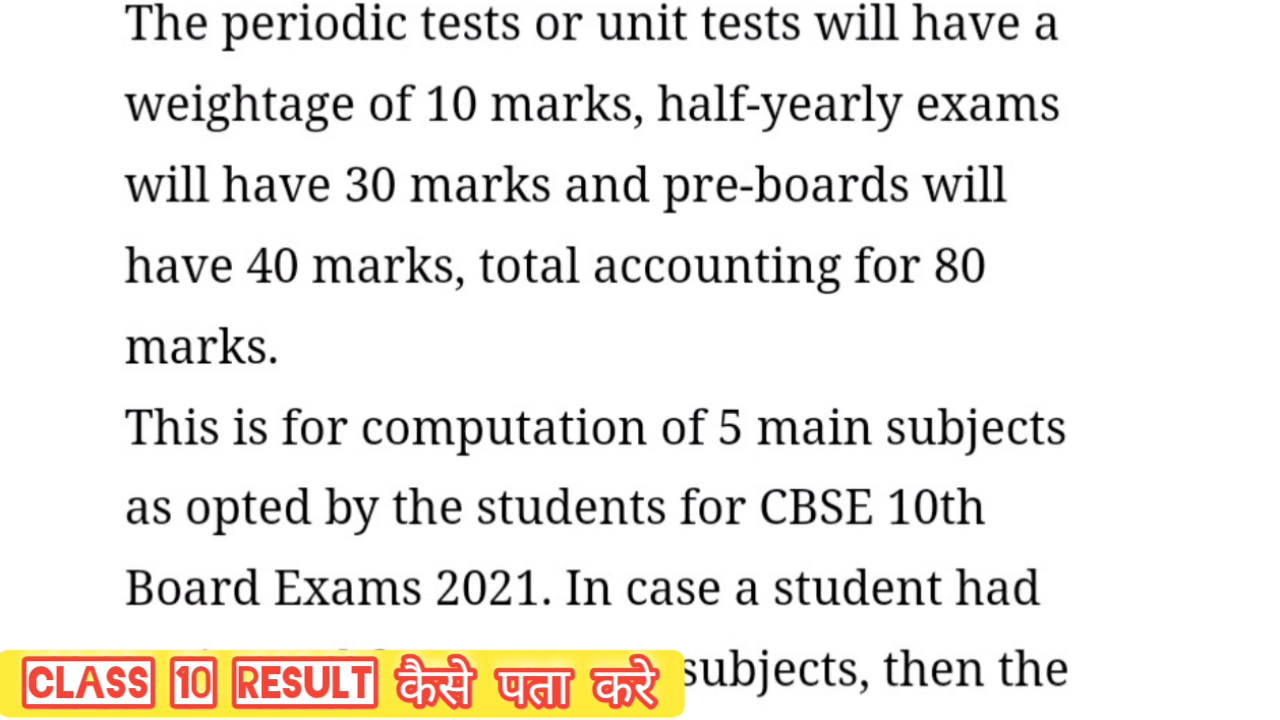 The periodic tests or unit tests will have a
weightage of 10 marks, half-yearly exams
will have 30 marks and pre-boards will
have 40 marks, total accounting for 80
marks.
This is for computation of 5 main subjects
as opted by the students for CBSE 10th
Board Exams 2021. In case a student had
subjects, then the
CLASS 10 RESULT कैसे पता करे